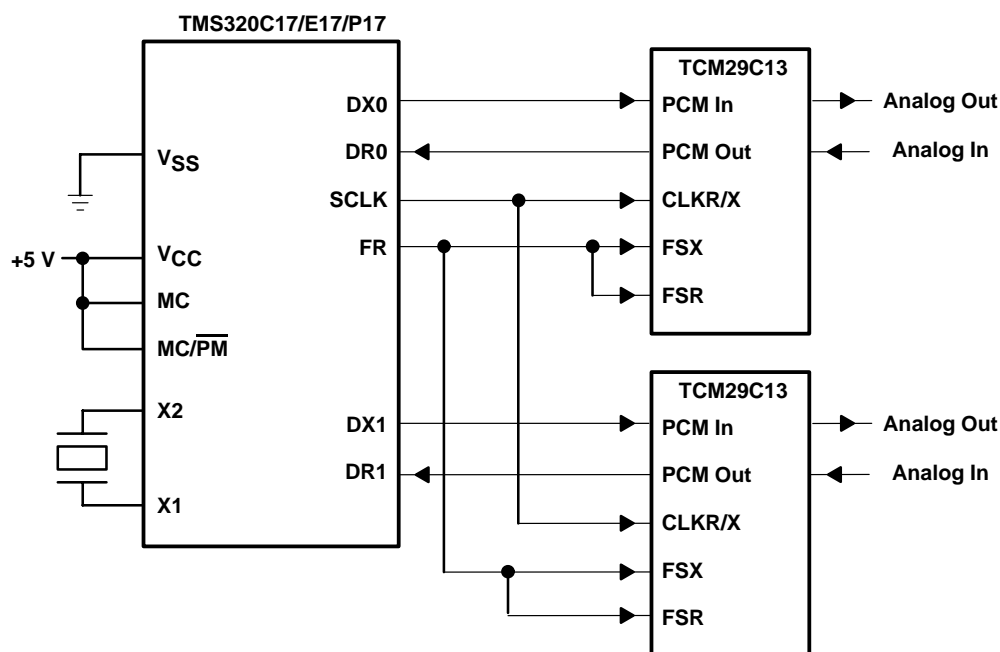 TMS320C17/E17/P17
VSS
+5 V
VCC
MC
MC/P̅M̅
X2
X1
DX0
DR0
SCLK
FR
DX1
DR1
TCM29C13
PCM In
PCM Out
CLKR/X
FSX
FSR
Analog Out
Analog In
TCM29C13
PCM In
PCM Out
CLKR/X
FSX
FSR
Analog Out
Analog In